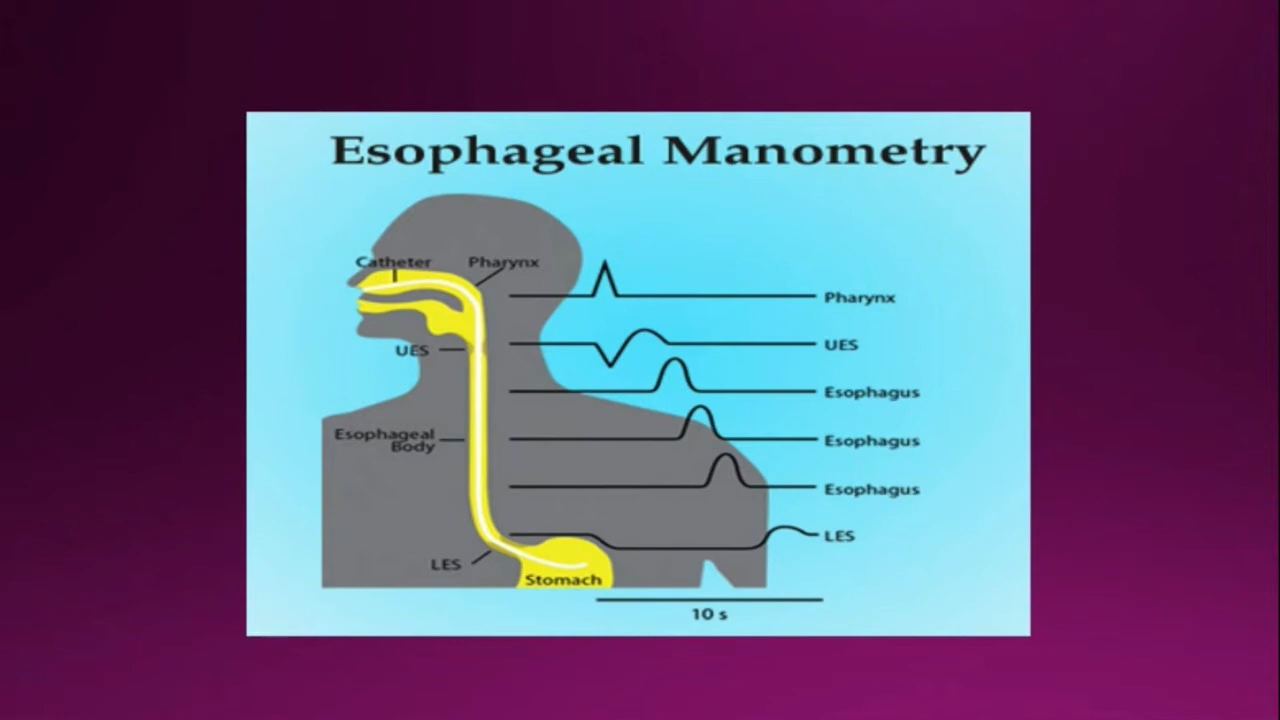 Esophageal Manometry
Catheter
Pharynx
Pharynx
UES
UES
Esophagus
Esophageal
Body
Esophagus
Esophagus
LES
LES
Stomach
10 s